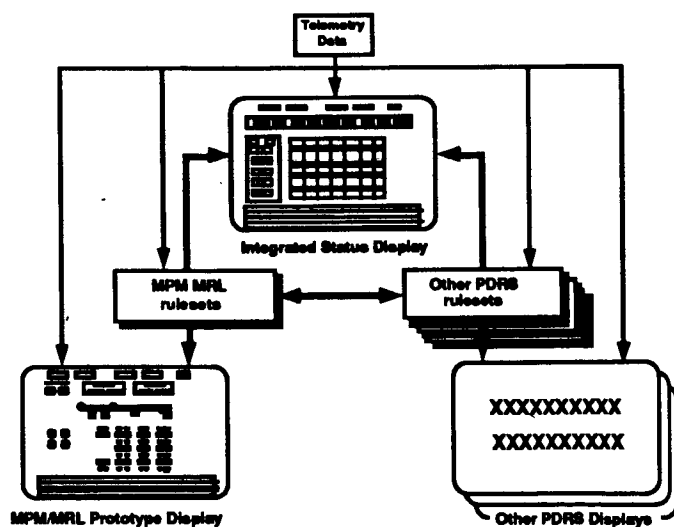 Telemetry
Data
Integrated Status Display
MPM MRL
rulesets
Other PDRS
rulesets
XXXXXXXXXX
XXXXXXXXXX
MPM/MRL Prototype Display
Other PDRS Displays